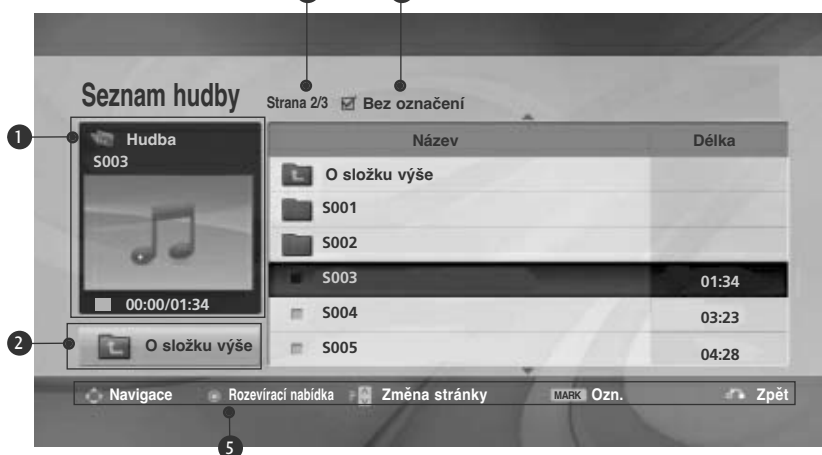 Seznam hudby
Strana 2/3 Bez označení
1
Hudba
S003
00:00/01:34
2
O složku výše
Název Délka
O složku výše
S001
S002
S003 01:34
S004 03:23
S005 04:28
Navigace Rozevírací nabídka Změna stránky MARK Ozn. Zpět
5